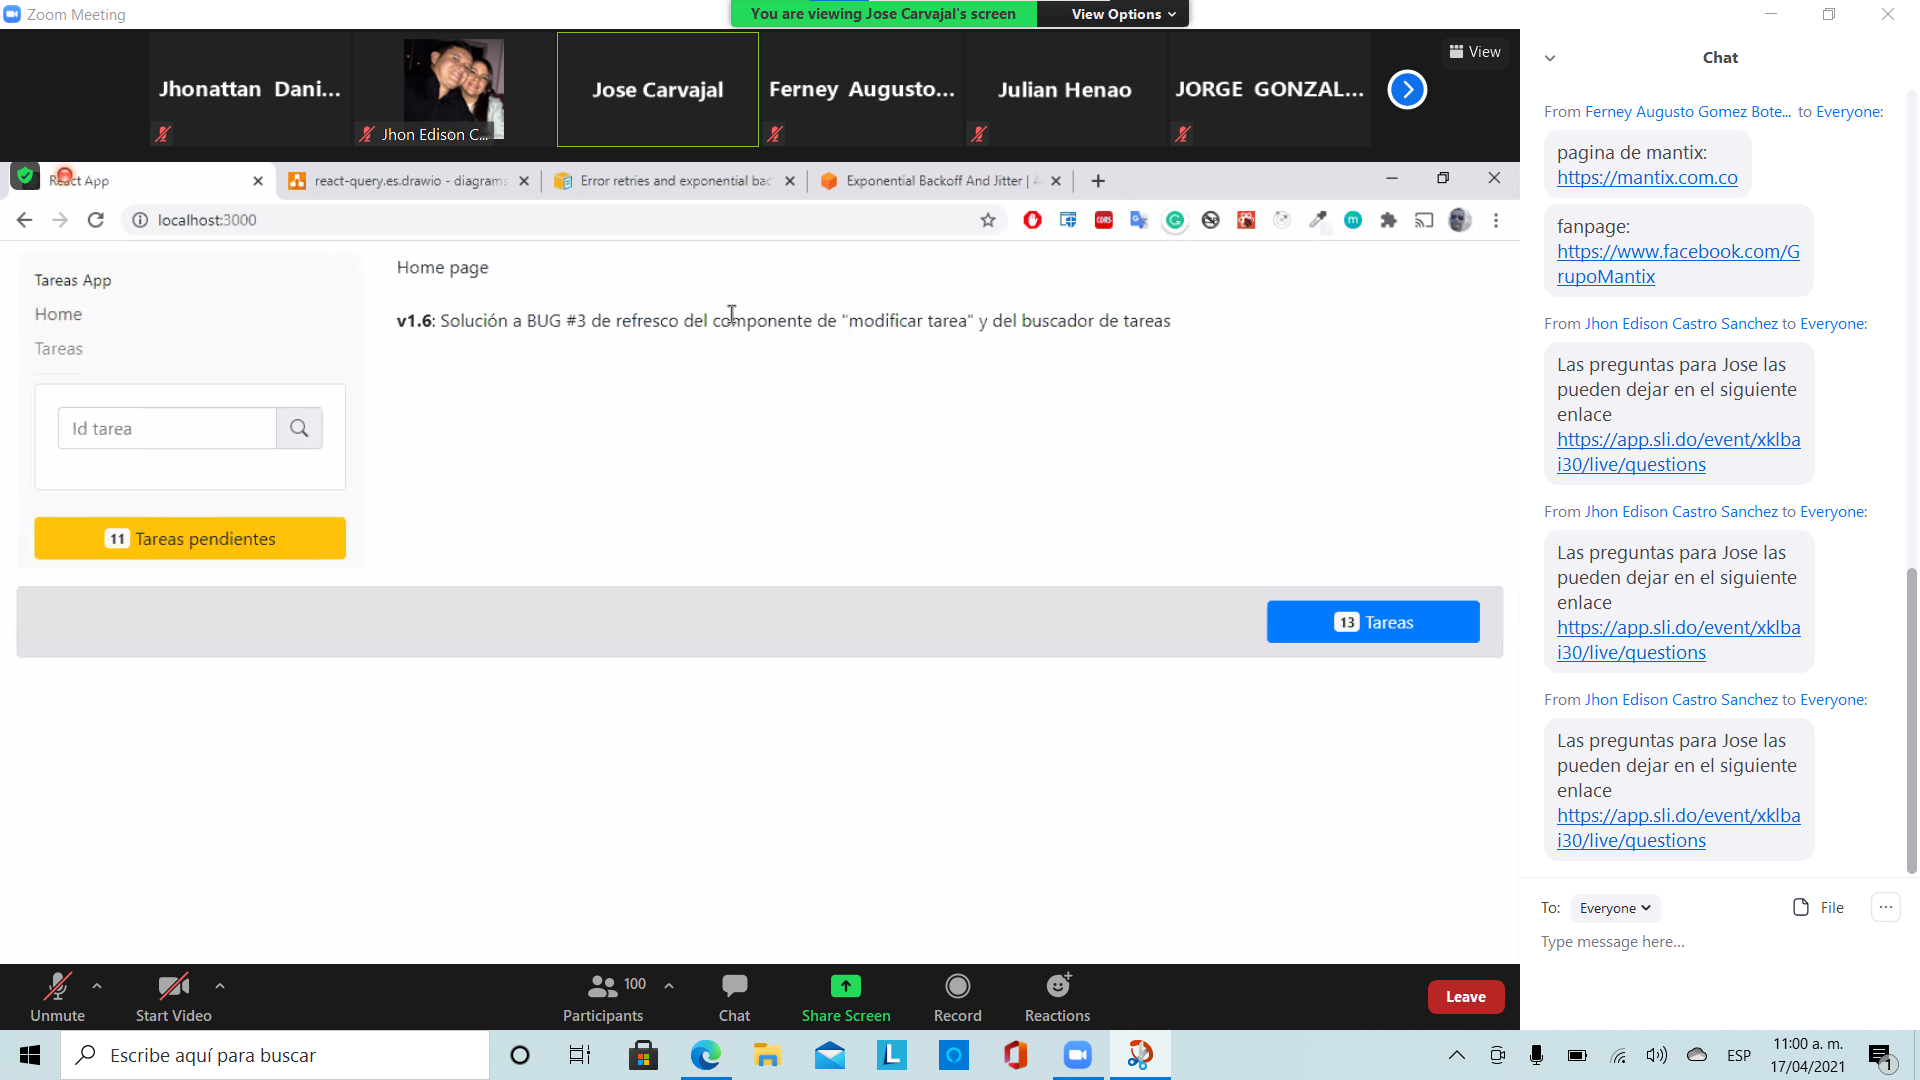 Zoom Meeting
You are viewing Jose Carvajal's screen
View Options
Jhonattan Dani...
Jhon Edison C...
Jose Carvajal
Ferney Augusto...
Julian Henao
JORGE GONZAL...
View
React App
react-query.es.drawio - diagrams
Error retries and exponential bac
Exponential Backoff And Jitter |
localhost:3000
CORS
Tareas App
Home
Tareas
Id tarea
11 Tareas pendientes
Home page
v1.6: Solución a BUG #3 de refresco del componente de "modificar tarea" y del buscador de tareas
13 Tareas
Chat
From Ferney Augusto Gomez Bote... to Everyone:
pagina de mantix:
https://mantix.com.co
fanpage:
https://www.facebook.com/G
rupoMantix
From Jhon Edison Castro Sanchez to Everyone:
Las preguntas para Jose las
pueden dejar en el siguiente
enlace
https://app.sli.do/event/xklba
i30/live/questions
From Jhon Edison Castro Sanchez to Everyone:
Las preguntas para Jose las
pueden dejar en el siguiente
enlace
https://app.sli.do/event/xklba
i30/live/questions
From Jhon Edison Castro Sanchez to Everyone:
Las preguntas para Jose las
pueden dejar en el siguiente
enlace
https://app.sli.do/event/xklba
i30/live/questions
To: Everyone
File
Type message here...
Unmute
Start Video
100
Participants
Chat
Share Screen
Record
Reactions
Leave
Escribe aquí para buscar
L
ESP
11:00 a. m.
17/04/2021
1